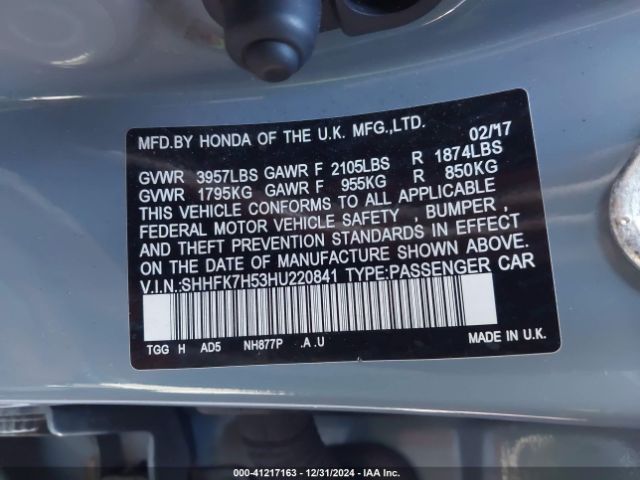 MFD.BY HONDA OF THE U.K. MFG.,LTD. 02/17
GVWR 3957LBS GAWR F 2105LBS R 1874LBS
GVWR 1795KG GAWR F 955KG R 850KG
THIS VEHICLE CONFORMS TO ALL APPLICABLE
FEDERAL MOTOR VEHICLE SAFETY , BUMPER ,
AND THEFT PREVENTION STANDARDS IN EFFECT
ON THE DATE OF MANUFACTURE SHOWN ABOVE.
V.I.N:SHHFK7H53HU220841 TYPE:PASSENGER CAR
TGG H AD5 NH877P .A .U MADE IN U.K.
000-41217163 - 12/31/2024 - IAA Inc.